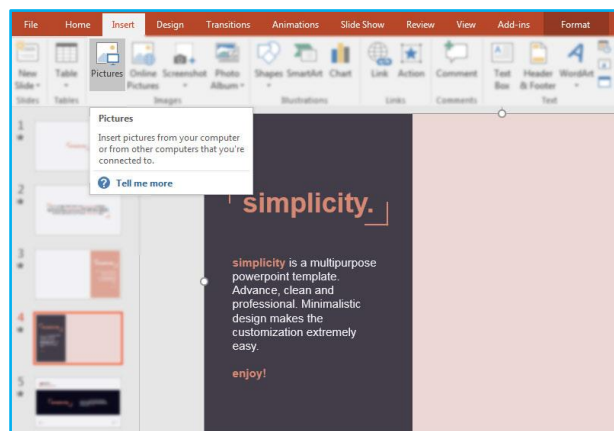 File Home Insert Design Transitions Animations Slide Show Review View Add-ins Format
New Table Pictures Online Screenshot Photo Shapes SmartArt Chart Link Action Comment Text Header WordArt
Slide Pictures Album Box & Footer
Slides Tables Images Illustrations Links Comments Text
Pictures
Insert pictures from your computer
or from other computers that you're
connected to.
Tell me more
1
2
3
4
5
simplicity.
simplicity is a multipurpose
powerpoint template.
Advance, clean and
professional. Minimalistic
design makes the
customization extremely
easy.
enjoy!